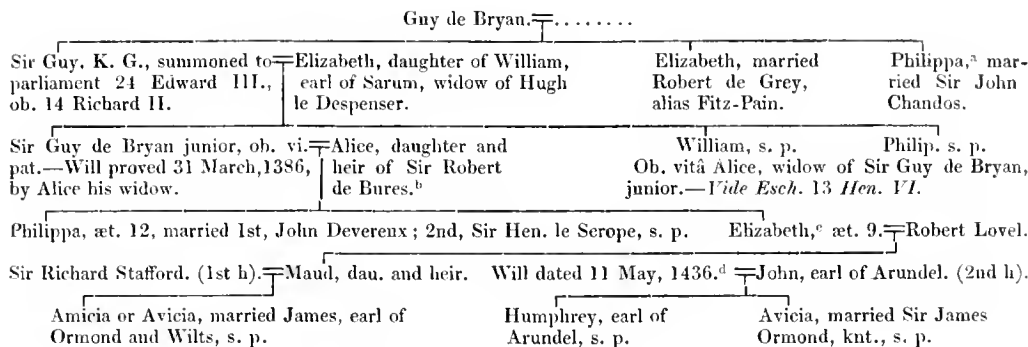 Guy de Bryan.=........
Sir Guy, K. G., summoned to=Elizabeth, daughter of William, Elizabeth, married Philippa,ᵃ mar-
parliament 24 Edward III., earl of Sarum, widow of Hugh Robert de Grey, ried Sir John
ob. 14 Richard II. le Despenser. alias Fitz-Pain. Chandos.
Sir Guy de Bryan junior, ob. vi.=Alice, daughter and William, s. p. Philip. s. p.
pat.—Will proved 31 March,1386, heir of Sir Robert Ob. vitâ Alice, widow of Sir Guy de Bryan,
by Alice his widow. de Bures.ᵇ junior.—Vide Esch. 13 Hen. VI.
Philippa, æt. 12, married 1st, John Devereux; 2nd, Sir Hen. le Scrope, s. p. Elizabeth,ᶜ æt. 9.=Robert Lovel.
Sir Richard Stafford. (1st h).=Maud, dau. and heir. Will dated 11 May, 1436.ᵈ =John, earl of Arundel. (2nd h).
Amicia or Avicia, married James, earl of Humphrey, earl of Avicia, married Sir James
Ormond and Wilts, s. p. Arundel, s. p. Ormond, knt., s. p.